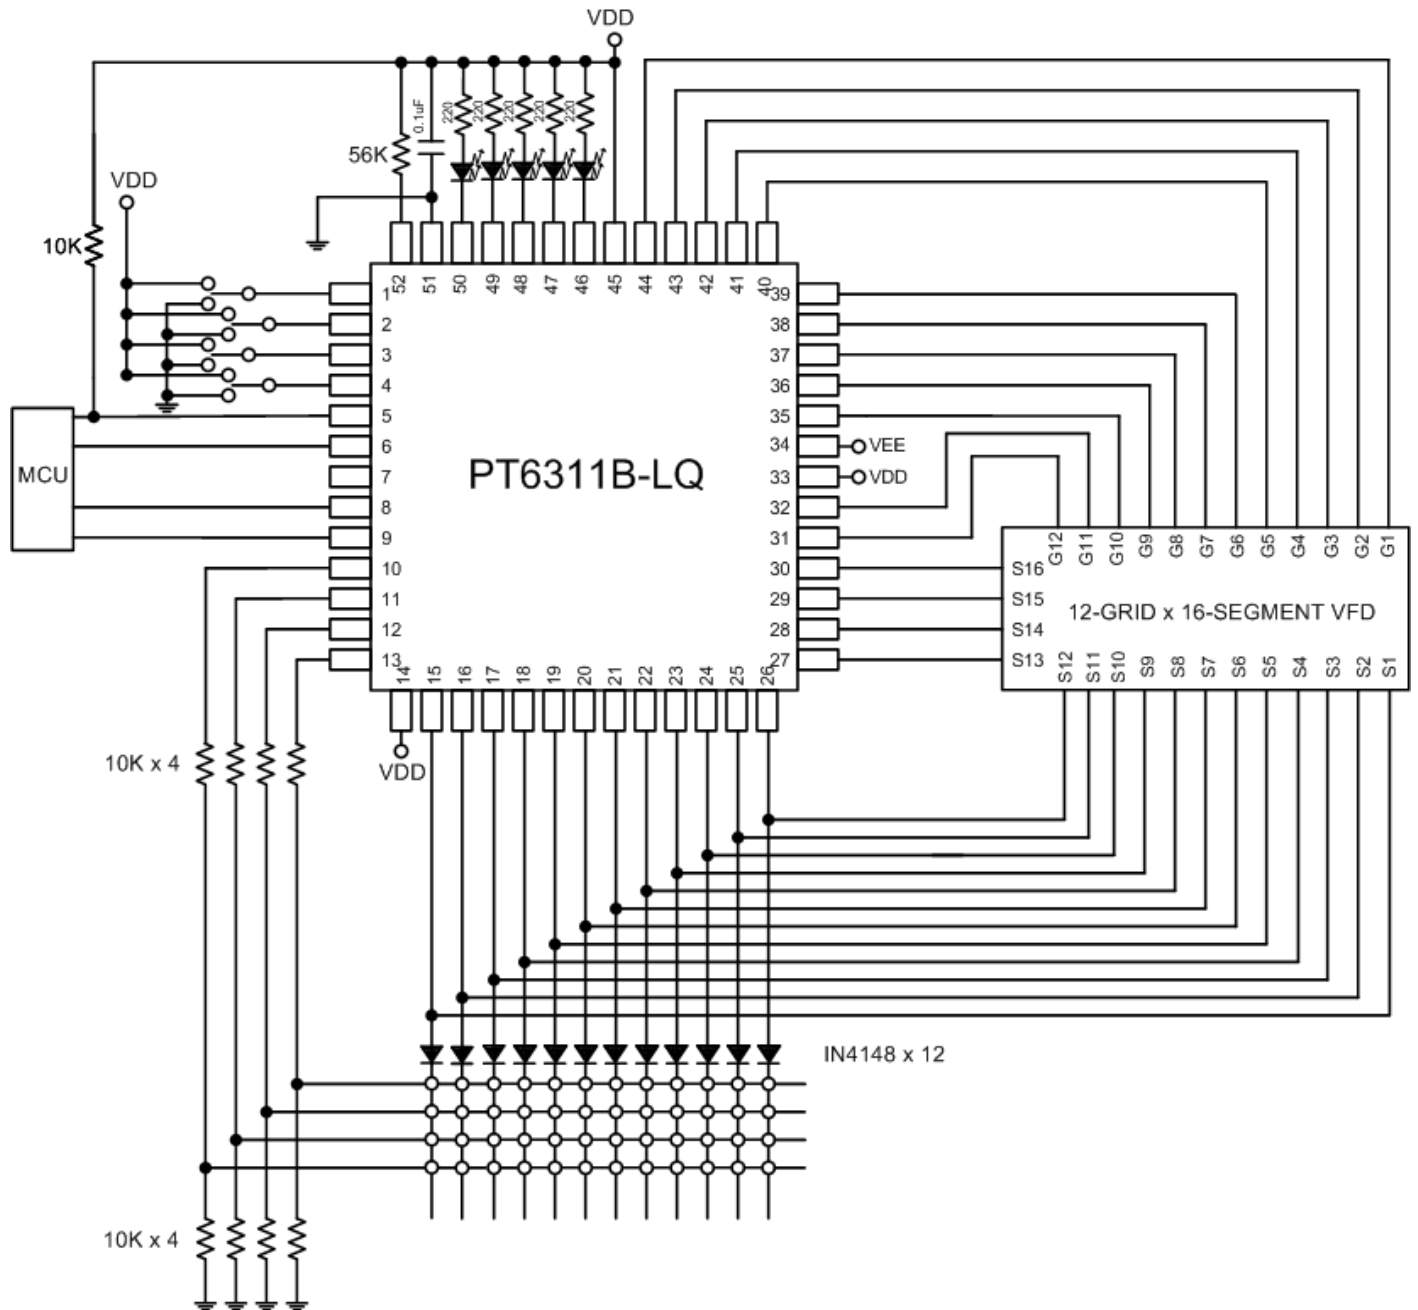 VDD
0.1uF
220
220
220
220
220
56K
VDD
10K
52 51 50 49 48 47 46 45 44 43 42 41 40
1 39
2 38
3 37
4 36
5 35
6 34 VEE
MCU 7 PT6311B-LQ 33 VDD
8 32
9 31
G12 G11 G10 G9 G8 G7 G6 G5 G4 G3 G2 G1
10 30 S16
11 29 S15
12-GRID x 16-SEGMENT VFD
12 28 S14
13 27 S13
14 15 16 17 18 19 20 21 22 23 24 25 26
S12 S11 S10 S9 S8 S7 S6 S5 S4 S3 S2 S1
10K x 4
VDD
IN4148 x 12
10K x 4